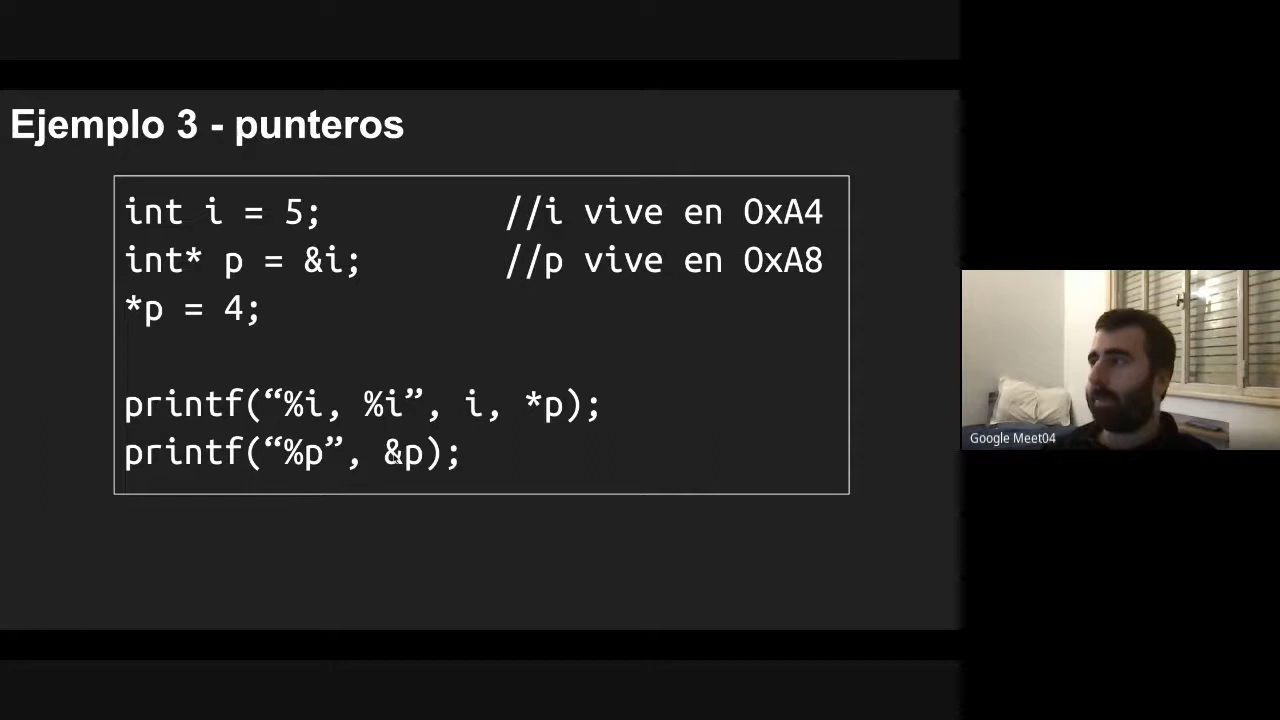 Ejemplo 3 - punteros
int i = 5; //i vive en 0xA4
int* p = &i; //p vive en 0xA8
*p = 4;
printf(“%i, %i”, i, *p);
printf(“%p”, &p);
Google Meet04